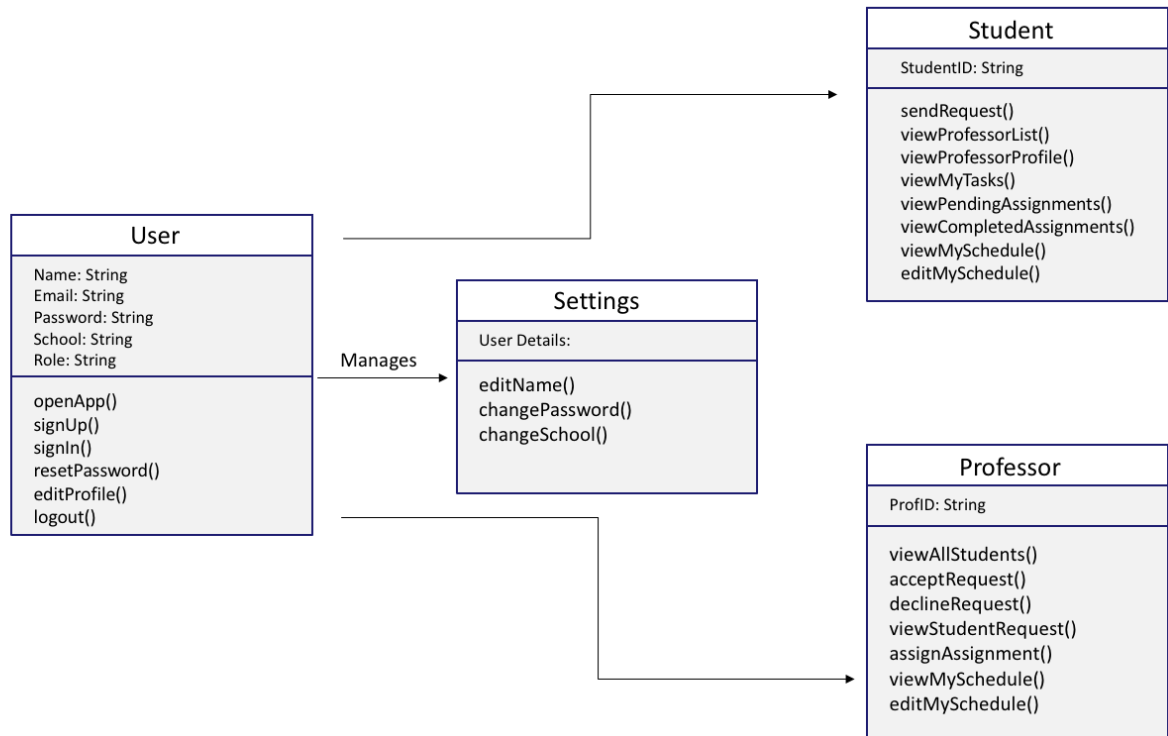 User
Name: String
Email: String
Password: String
School: String
Role: String
openApp()
signUp()
signIn()
resetPassword()
editProfile()
logout()
Manages
Settings
User Details:
editName()
changePassword()
changeSchool()
Student
StudentID: String
sendRequest()
viewProfessorList()
viewProfessorProfile()
viewMyTasks()
viewPendingAssignments()
viewCompletedAssignments()
viewMySchedule()
editMySchedule()
Professor
ProfID: String
viewAllStudents()
acceptRequest()
declineRequest()
viewStudentRequest()
assignAssignment()
viewMySchedule()
editMySchedule()